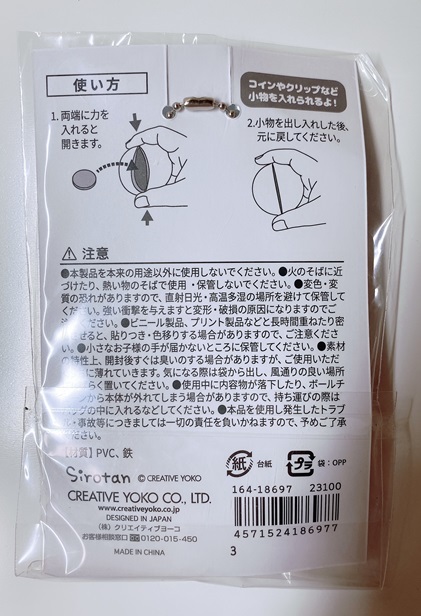 使い方
コインやクリップなど
小物を入れられるよ!
1. 両端に力を
入れると
開きます。
2.小物を出し入れした後、
元に戻してください。
注意
●本製品を本来の用途以外に使用しないでください。●火のそばに近
づけたり、熱い物のそばで使用・保管しないでください。●変色・変
質の恐れがありますので、直射日光・高温多湿の場所を避けて保管して
ください。強い衝撃を与えますと変形・破損の原因になりますのでご
注意ください。●ビニール製品、プリント製品などと長時間重ねたり密
せると、貼りつき・色移りする場合がありますので、ご注意ください
●小さなお子様の手が届かないところに保管してください。●素材
特性上、開封後すぐは臭いのする場合がありますが、ご使用いただ
に薄れていきます。気になる際は袋から出し、風通りの良い場所
らく置いてください。●使用中に内容物が落下したり、ボールチ
から本体が外れてしまう場合がありますので、持ち運びの際は
グの中に入れるなどしてください。●本品を使用し発生したトラブ
・事故等につきましては一切の責任を負いかねますので、予めご了承
ください。
【材質】PVC、鉄
紙 台紙
プラ 袋:OPP
Sirotan © CREATIVE YOKO
CREATIVE YOKO CO., LTD.
www.creativeyoko.co.jp
DESIGNED IN JAPAN
(株) クリエイティブヨーコ
お客様相談窓口 0120-015-450
MADE IN CHINA
164-18697 23100
4571524186977
3